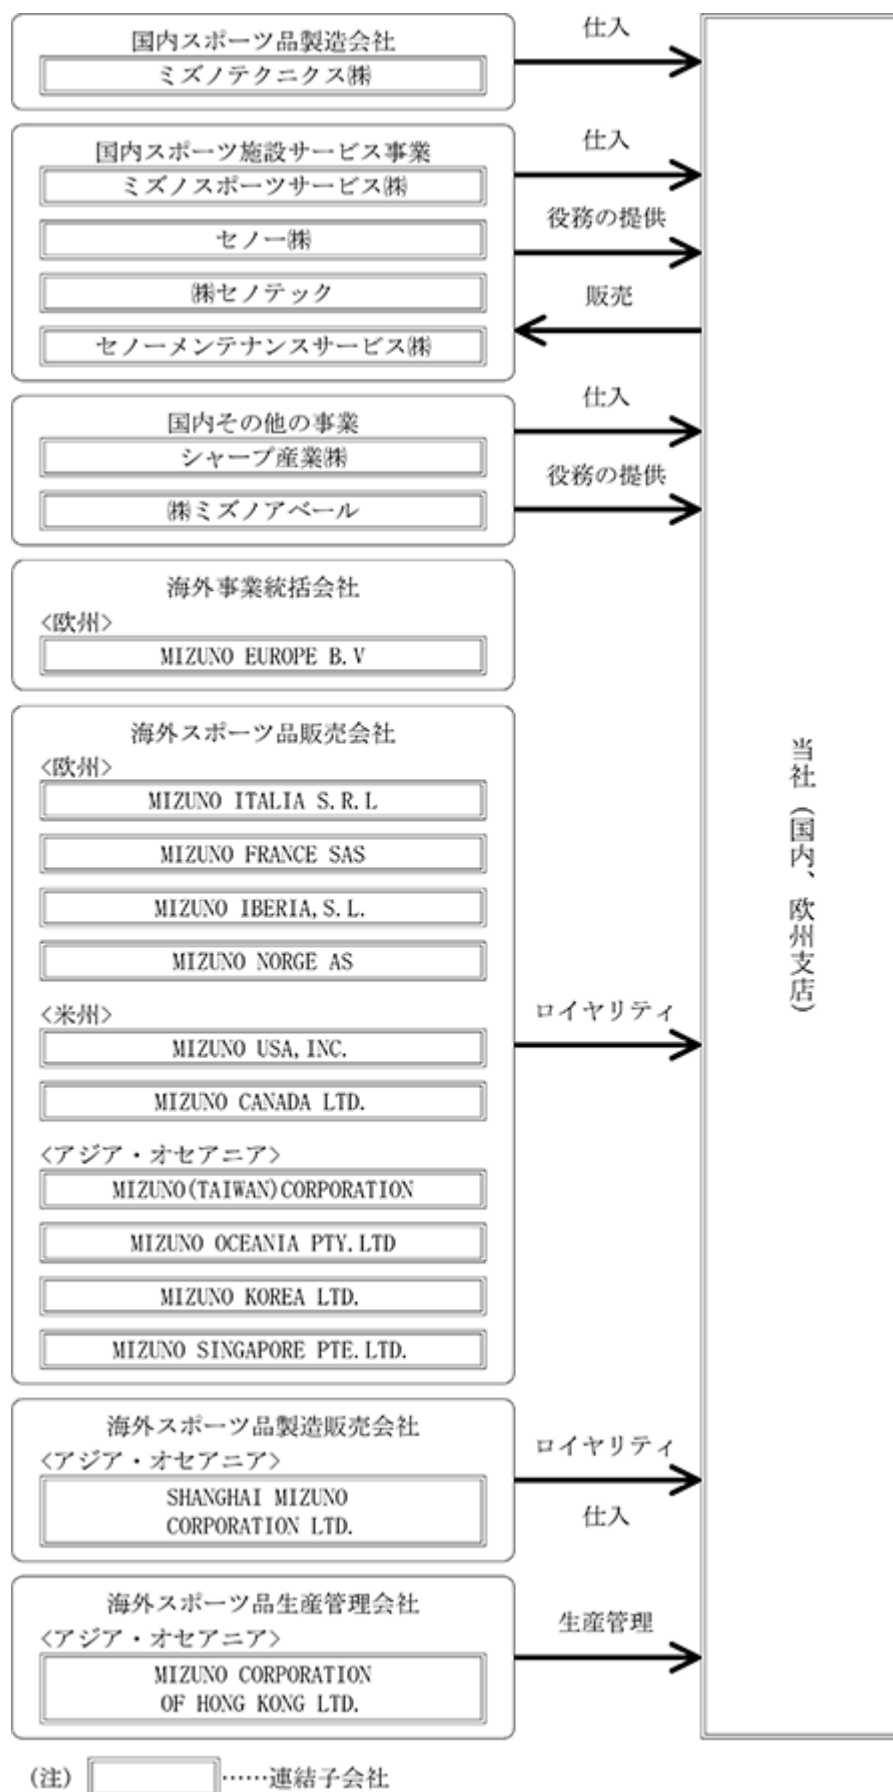 国内スポーツ品製造会社
ミズノテクニクス㈱
仕入
国内スポーツ施設サービス事業
ミズノスポーツサービス㈱
セノー㈱
㈱セノテック
セノーメンテナンスサービス㈱
仕入
役務の提供
販売
国内その他の事業
シャープ産業㈱
㈱ミズノアベール
仕入
役務の提供
海外事業統括会社
<欧州>
MIZUNO EUROPE B.V
海外スポーツ品販売会社
<欧州>
MIZUNO ITALIA S.R.L
MIZUNO FRANCE SAS
MIZUNO IBERIA,S.L.
MIZUNO NORGE AS
<米州>
MIZUNO USA,INC.
MIZUNO CANADA LTD.
<アジア・オセアニア>
MIZUNO(TAIWAN)CORPORATION
MIZUNO OCEANIA PTY.LTD
MIZUNO KOREA LTD.
MIZUNO SINGAPORE PTE.LTD.
ロイヤリティ
海外スポーツ品製造販売会社
<アジア・オセアニア>
SHANGHAI MIZUNO
CORPORATION LTD.
ロイヤリティ
仕入
海外スポーツ品生産管理会社
<アジア・オセアニア>
MIZUNO CORPORATION
OF HONG KONG LTD.
生産管理
当社（国内、欧州支店）
(注)　　　……連結子会社